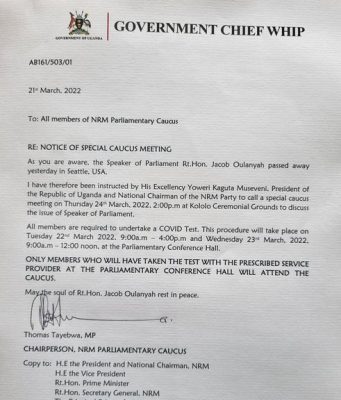 GOVERNMENT OF UGANDA
GOVERNMENT CHIEF WHIP
AB161/503/01
21st March, 2022
To: All members of NRM Parliamentary Caucus
RE: NOTICE OF SPECIAL CAUCUS MEETING
As you are aware, the Speaker of Parliament Rt.Hon. Jacob Oulanyah passed away
yesterday in Seattle, USA.
I have therefore been instructed by His Excellency Yoweri Kaguta Museveni, President of
the Republic of Uganda and National Chairman of the NRM Party to call a special caucus
meeting on Thursday 24th March, 2022, 2:00p.m at Kololo Ceremonial Grounds to discuss
the issue of Speaker of Parliament.
All members are required to undertake a COVID Test. This procedure will take place on
Tuesday 22nd March 2022, 9:00a.m – 4:00p.m and Wednesday 23rd March, 2022,
9:00a.m – 12:00 noon, at the Parliamentary Conference Hall.
ONLY MEMBERS WHO WILL HAVE TAKEN THE TEST WITH THE PRESCRIBED SERVICE
PROVIDER AT THE PARLIAMENTARY CONFERENCE HALL WILL ATTEND THE
CAUCUS.
May the soul of Rt.Hon. Jacob Oulanyah rest in peace.
Thomas Tayebwa, MP
CHAIRPERSON, NRM PARLIAMENTARY CAUCUS
Copy to: H.E the President and National Chairman, NRM
H.E the Vice President
Rt.Hon. Prime Minister
Rt.Hon. Secretary General, NRM